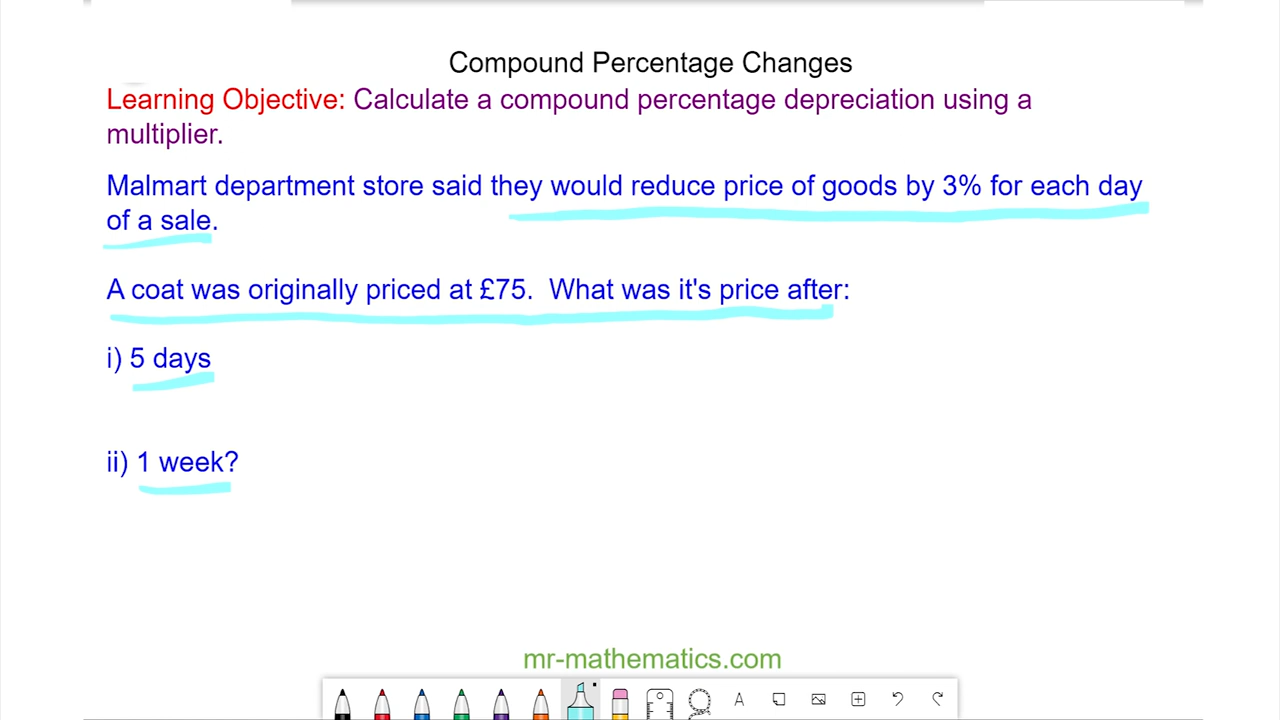 Compound Percentage Changes
Learning Objective: Calculate a compound percentage depreciation using a
multiplier.
Malmart department store said they would reduce price of goods by 3% for each day
of a sale.
A coat was originally priced at £75.  What was it's price after:
i) 5 days
ii) 1 week?
mr-mathematics.com
A